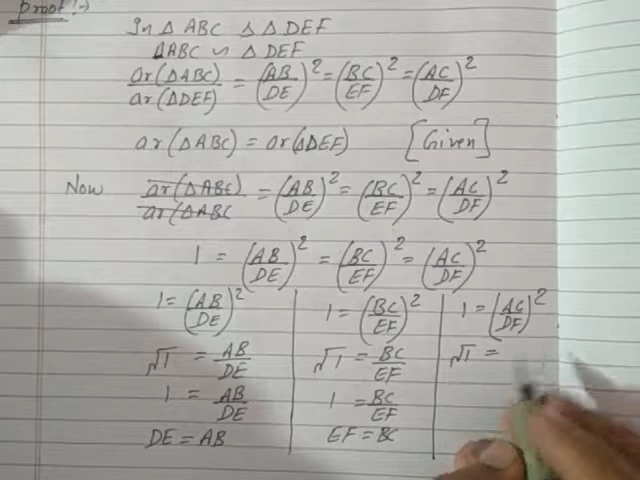 Proof :→
In △ ABC & △ DEF
△ABC ∽ △ DEF
ar(△ABC)/ar(△DEF) = (AB/DE)² = (BC/EF)² = (AC/DF)²
ar(△ABC) = ar(△DEF) [Given]
Now ar(△ABC)/ar(△ABC = (AB/DE)² = (BC/EF)² = (AC/DF)²
1 = (AB/DE)² = (BC/EF)² = (AC/DF)²
1 = (AB/DE)²
√1 = AB/DE
1 = AB/DE
DE = AB
1 = (BC/EF)²
√1 = BC/EF
1 = BC/EF
EF = BC
1 = (AC/DF)²
√1 =